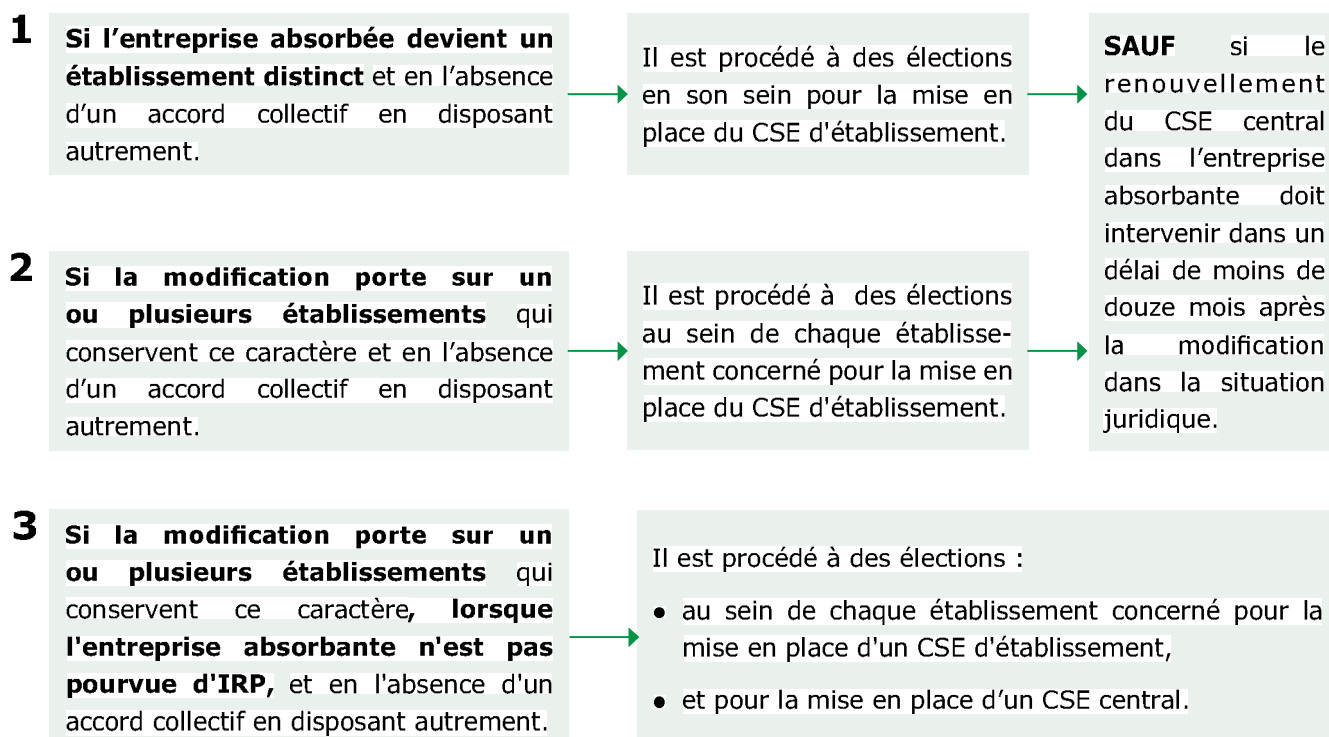 1
Si l’entreprise absorbée devient un
établissement distinct et en l’absence
d’un accord collectif en disposant
autrement.
Il est procédé à des élections
en son sein pour la mise en
place du CSE d'établissement.
SAUF si le
renouvellement
du CSE central
dans l’entreprise
absorbante doit
intervenir dans un
délai de moins de
douze mois après
la modification
dans la situation
juridique.
2
Si la modification porte sur un
ou plusieurs établissements qui
conservent ce caractère et en l’absence
d’un accord collectif en disposant
autrement.
Il est procédé à des élections
au sein de chaque établisse-
ment concerné pour la mise en
place du CSE d'établissement.
3
Si la modification porte sur un
ou plusieurs établissements qui
conservent ce caractère, lorsque
l'entreprise absorbante n'est pas
pourvue d'IRP, et en l'absence d'un
accord collectif en disposant autrement.
Il est procédé à des élections :
● au sein de chaque établissement concerné pour la
mise en place d'un CSE d'établissement,
● et pour la mise en place d’un CSE central.